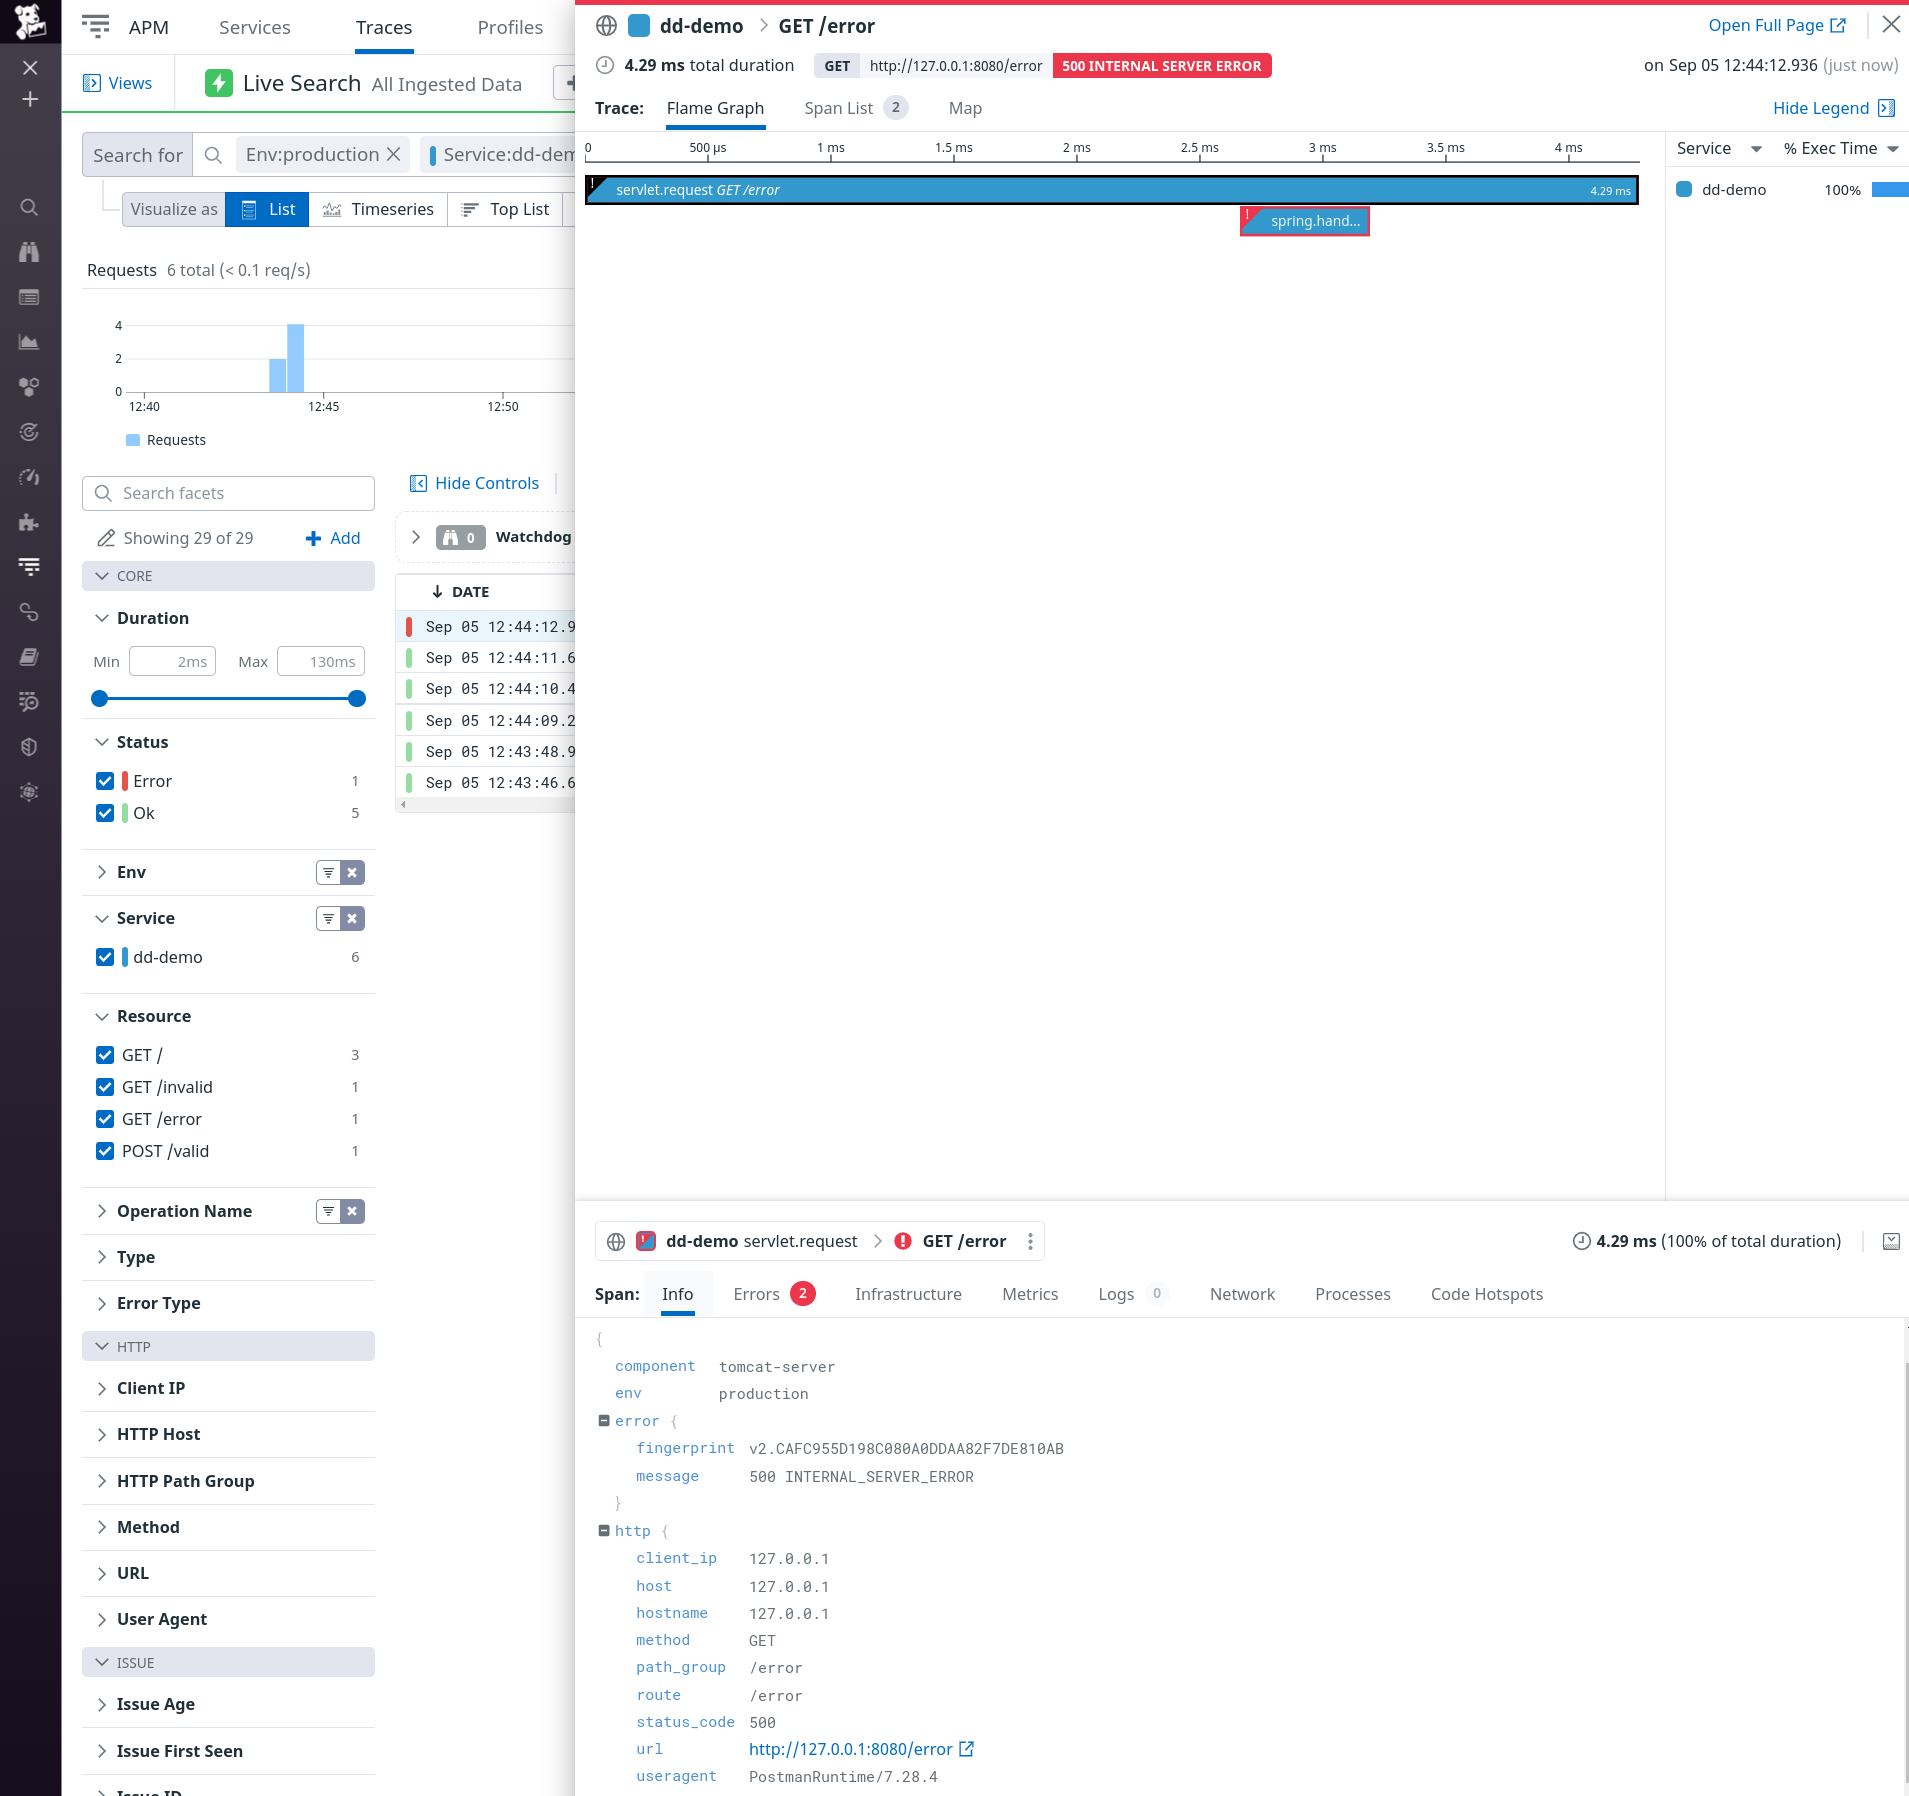 APM
Services
Traces
Profiles
Views
Live Search All Ingested Data
Search for
Env:production
Service:dd-dem
Visualize as
List
Timeseries
Top List
Requests 6 total (< 0.1 req/s)
4
2
0
12:40
12:45
12:50
Requests
Search facets
Showing 29 of 29
Add
CORE
Duration
Min 2ms Max 130ms
Status
Error 1
Ok 5
Env
Service
dd-demo 6
Resource
GET / 3
GET /invalid 1
GET /error 1
POST /valid 1
Operation Name
Type
Error Type
HTTP
Client IP
HTTP Host
HTTP Path Group
Method
URL
User Agent
ISSUE
Issue Age
Issue First Seen
Issue ID
Hide Controls
0 Watchdog
DATE
Sep 05 12:44:12.9
Sep 05 12:44:11.6
Sep 05 12:44:10.4
Sep 05 12:44:09.2
Sep 05 12:43:48.9
Sep 05 12:43:46.6
dd-demo GET /error
Open Full Page
4.29 ms total duration GET http://127.0.0.1:8080/error 500 INTERNAL SERVER ERROR
on Sep 05 12:44:12.936 (just now)
Trace: Flame Graph Span List 2 Map
Hide Legend
0 500 µs 1 ms 1.5 ms 2 ms 2.5 ms 3 ms 3.5 ms 4 ms
! servlet.request GET /error 4.29 ms
! spring.hand...
Service % Exec Time
dd-demo 100%
dd-demo servlet.request GET /error
4.29 ms (100% of total duration)
Span: Info Errors 2 Infrastructure Metrics Logs 0 Network Processes Code Hotspots
{
component tomcat-server
env production
error {
fingerprint v2.CAFC955D198C080A0DDAA82F7DE810AB
message 500 INTERNAL_SERVER_ERROR
}
http {
client_ip 127.0.0.1
host 127.0.0.1
hostname 127.0.0.1
method GET
path_group /error
route /error
status_code 500
url http://127.0.0.1:8080/error
useragent PostmanRuntime/7.28.4